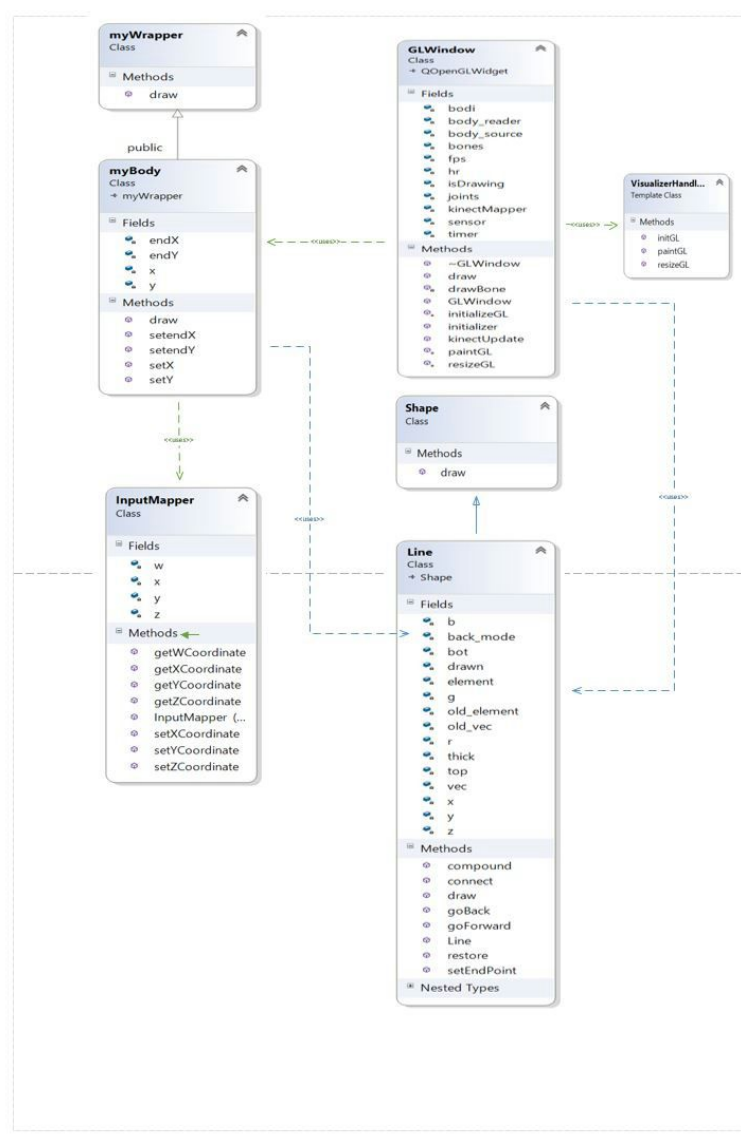 myWrapper
Class
Methods
draw
public
myBody
Class
myWrapper
Fields
endX
endY
x
y
Methods
draw
setendX
setendY
setX
setY
<<uses>>
InputMapper
Class
Fields
w
x
y
z
Methods
getWCoordinate
getXCoordinate
getYCoordinate
getZCoordinate
InputMapper (...
setXCoordinate
setYCoordinate
setZCoordinate
<<uses>>
<<uses>>
GLWindow
Class
QOpenGLWidget
Fields
bodi
body_reader
body_source
bones
fps
hr
isDrawing
joints
kinectMapper
sensor
timer
Methods
~GLWindow
draw
drawBone
GLWindow
initializeGL
initializer
kinectUpdate
paintGL
resizeGL
<<uses>>
VisualizerHandl...
Template Class
Methods
initGL
paintGL
resizeGL
<<uses>>
Shape
Class
Methods
draw
Line
Class
Shape
Fields
b
back_mode
bot
drawn
element
g
old_element
old_vec
r
thick
top
vec
x
y
z
Methods
compound
connect
draw
goBack
goForward
Line
restore
setEndPoint
Nested Types